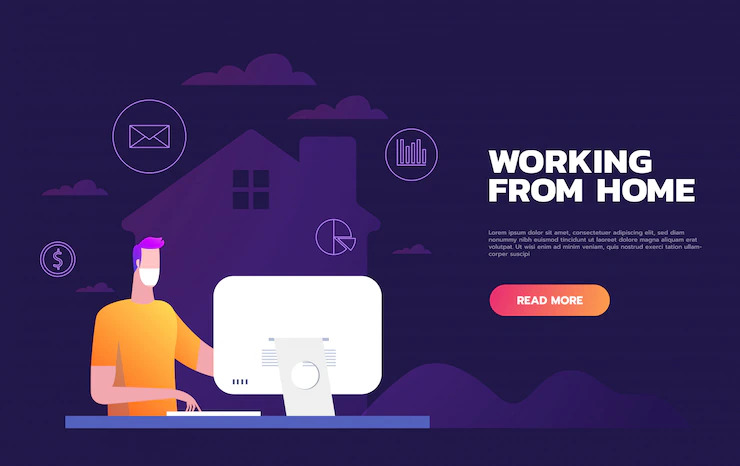 WORKING
FROM HOME
Lorem ipsum dolor sit amet, consectetuer adipiscing elit, sed diam
nonummy nibh euismod tincidunt ut laoreet dolore magna aliquam
erat volutpat. Ut wisi enim ad minim veniam, quis nostrud exerci tation ullam-
corper suscipi
READ MORE
$